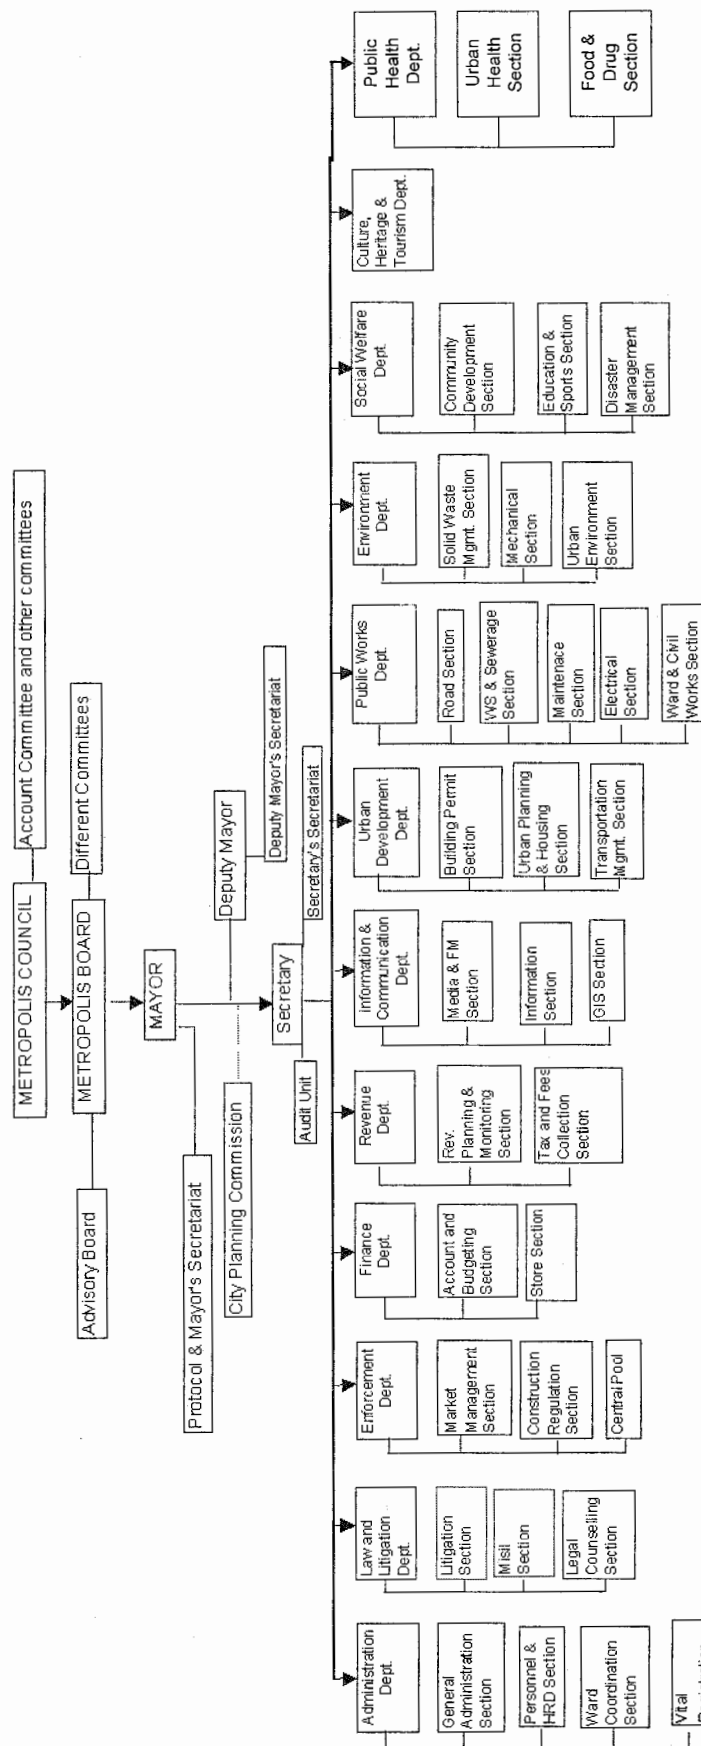 METROPOLIS COUNCIL
Account Committee and other committees
Advisory Board
METROPOLIS BOARD
Different Committees
MAYOR
Protocol & Mayor's Secretariat
Deputy Mayor
Deputy Mayor's Secretariat
City Planning Commission
Secretary
Secretary's Secretariat
Audit Unit
Administration
Dept.
General
Administration
Section
Personnel &
HRD Section
Ward
Coordination
Section
Vital
Law and
Litigation
Dept.
Litigation
Section
Misil
Section
Legal
Counselling
Section
Enforcement
Dept.
Market
Management
Section
Construction
Regulation
Section
Central Pool
Finance
Dept.
Account and
Budgeting
Section
Store Section
Revenue
Dept.
Rev.
Planning &
Monitoring
Section
Tax and Fees
Collection
Section
Information &
Communication
Dept.
Media & FM
Section
Information
Section
GIS Section
Urban
Development
Dept.
Building Permit
Section
Urban Planning
& Housing
Section
Transportation
Mgmt. Section
Public Works
Dept.
Road Section
WS & Sewerage
Section
Maintenace
Section
Electrical
Section
Ward & Civil
Works Section
Environment
Dept.
Solid Waste
Mgmt. Section
Mechanical
Section
Urban
Environment
Section
Social Welfare
Dept.
Community
Development
Section
Education &
Sports Section
Disaster
Management
Section
Culture,
Heritage &
Tourism Dept.
Public
Health
Dept.
Urban
Health
Section
Food &
Drug
Section